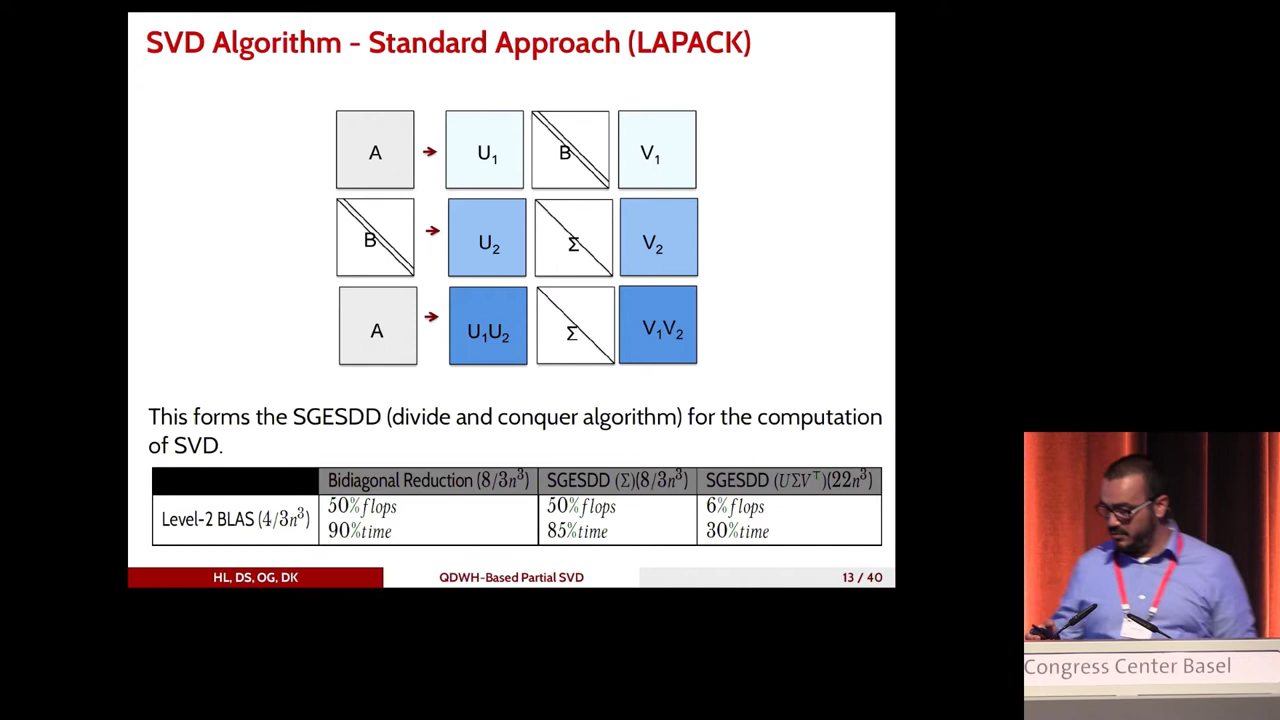 SVD Algorithm - Standard Approach (LAPACK)
A U₁ B V₁
B U₂ Σ V₂
A U₁U₂ Σ V₁V₂
This forms the SGESDD (divide and conquer algorithm) for the computation
of SVD.
Bidiagonal Reduction (8/3n³) SGESDD (Σ)(8/3n³) SGESDD (UΣV⊤)(22n³)
Level-2 BLAS (4/3n³) 50%flops 50%flops 6%flops
90%time 85%time 30%time
HL, DS, OG, DK QDWH-Based Partial SVD 13 / 40
Congress Center Basel